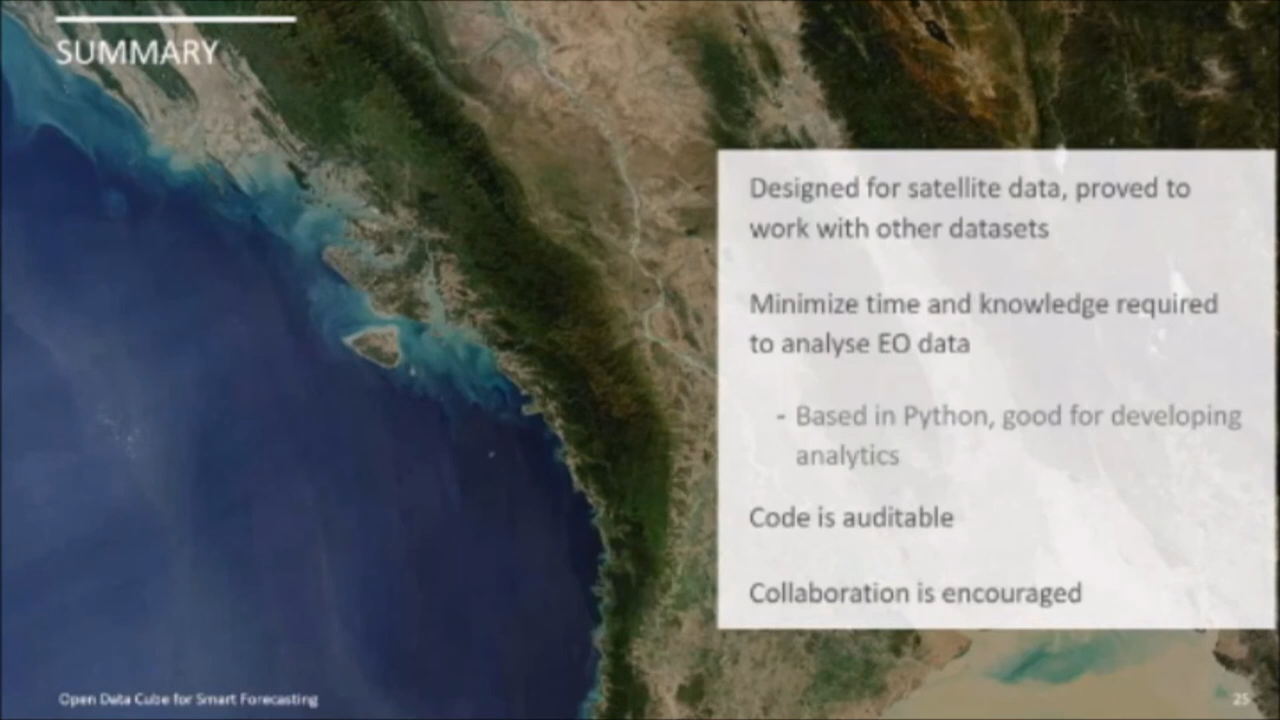 SUMMARY
Designed for satellite data, proved to
work with other datasets
Minimize time and knowledge required
to analyse EO data
- Based in Python, good for developing
analytics
Code is auditable
Collaboration is encouraged
Open Data Cube for Smart Forecasting
25